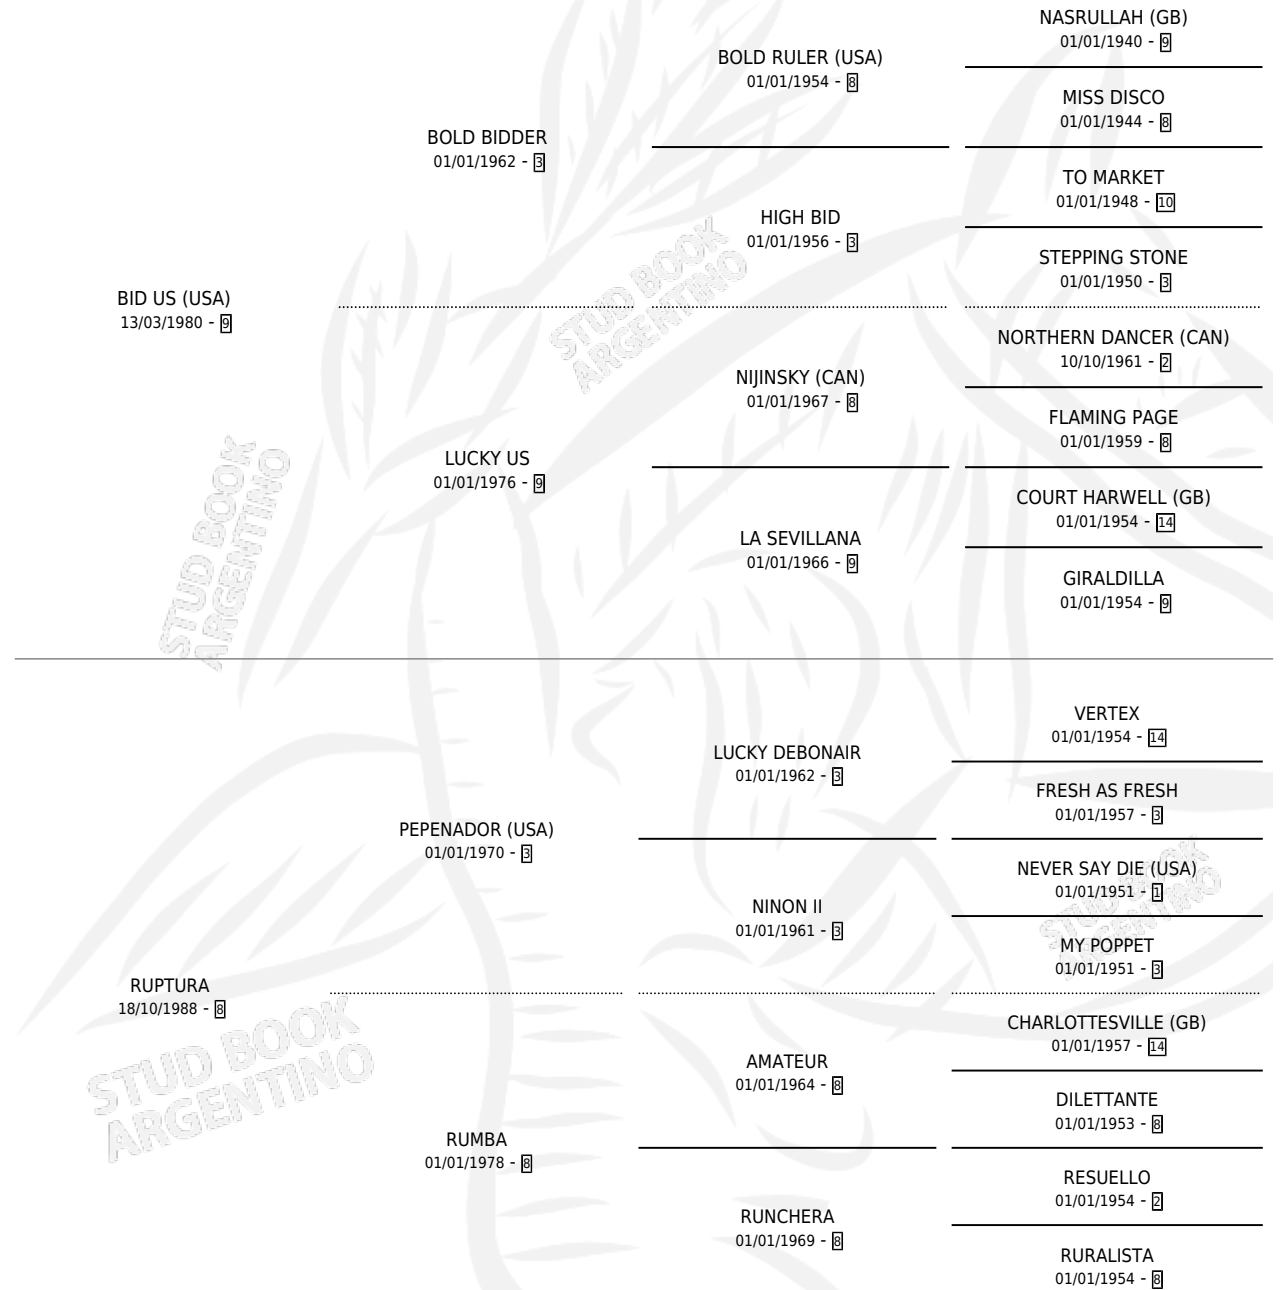 NASRULLAH (GB)
01/01/1940 - 9
BOLD RULER (USA)
01/01/1954 - 8
MISS DISCO
01/01/1944 - 8
BOLD BIDDER
01/01/1962 - 3
TO MARKET
01/01/1948 - 10
HIGH BID
01/01/1956 - 3
STEPPING STONE
01/01/1950 - 3
BID US (USA)
13/03/1980 - 9
NORTHERN DANCER (CAN)
10/10/1961 - 2
NIJINSKY (CAN)
01/01/1967 - 8
FLAMING PAGE
01/01/1959 - 8
LUCKY US
01/01/1976 - 9
COURT HARWELL (GB)
01/01/1954 - 14
LA SEVILLANA
01/01/1966 - 9
GIRALDILLA
01/01/1954 - 9
VERTEX
01/01/1954 - 14
LUCKY DEBONAIR
01/01/1962 - 3
FRESH AS FRESH
01/01/1957 - 3
PEPENADOR (USA)
01/01/1970 - 3
NEVER SAY DIE (USA)
01/01/1951 - 1
NINON II
01/01/1961 - 3
MY POPPET
01/01/1951 - 3
RUPTURA
18/10/1988 - 8
CHARLOTTESVILLE (GB)
01/01/1957 - 14
AMATEUR
01/01/1964 - 8
DILETTANTE
01/01/1953 - 8
RUMBA
01/01/1978 - 8
RESUELLO
01/01/1954 - 2
RUNCHERA
01/01/1969 - 8
RURALISTA
01/01/1954 - 8
STUD BOOK
ARGENTINO
STUD BOOK
ARGENTINO
STUD BOOK
ARGENTINO
STUD BOOK
ARGENTINO